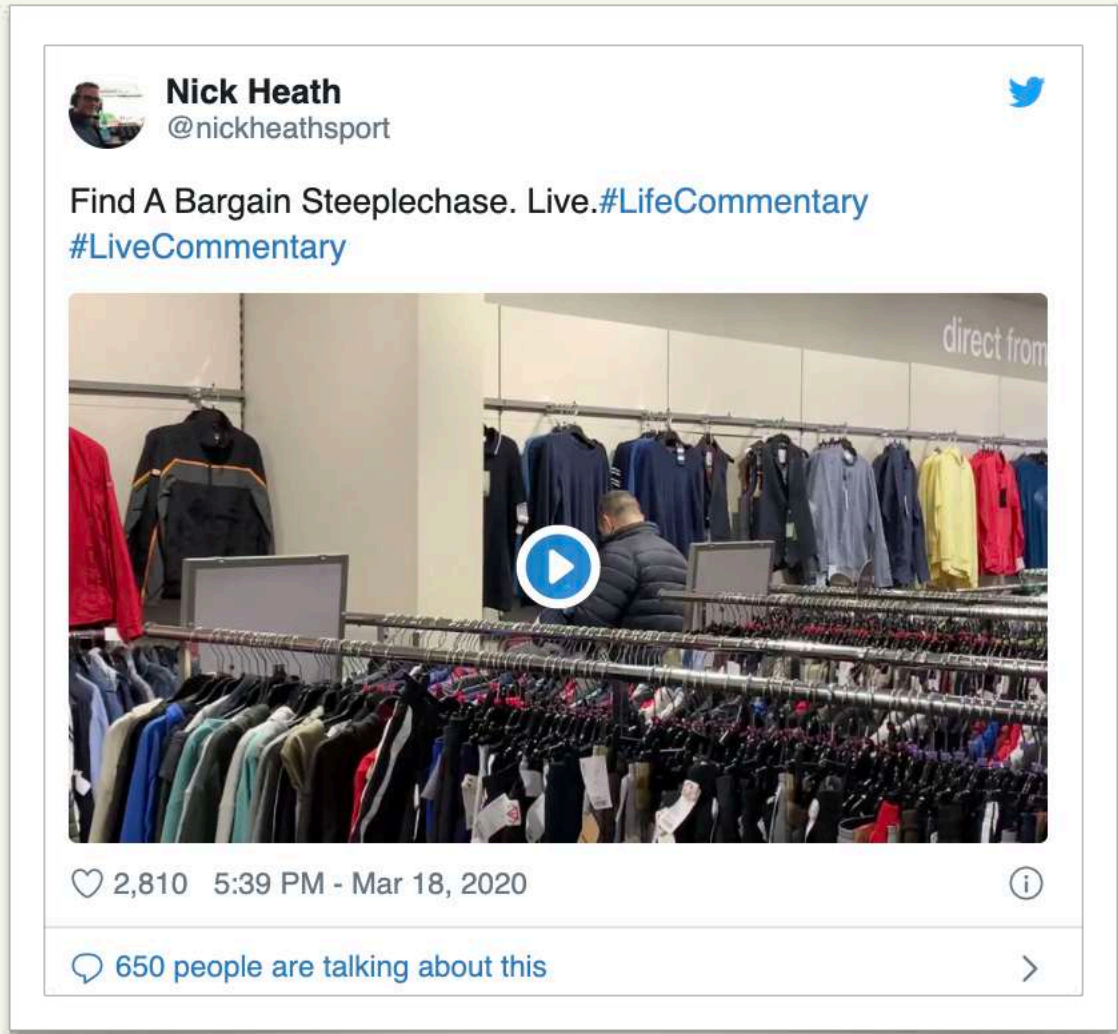 Nick Heath
@nickheathsport
Find A Bargain Steeplechase. Live.#LifeCommentary
#LiveCommentary
direct from
2,810 5:39 PM - Mar 18, 2020
650 people are talking about this